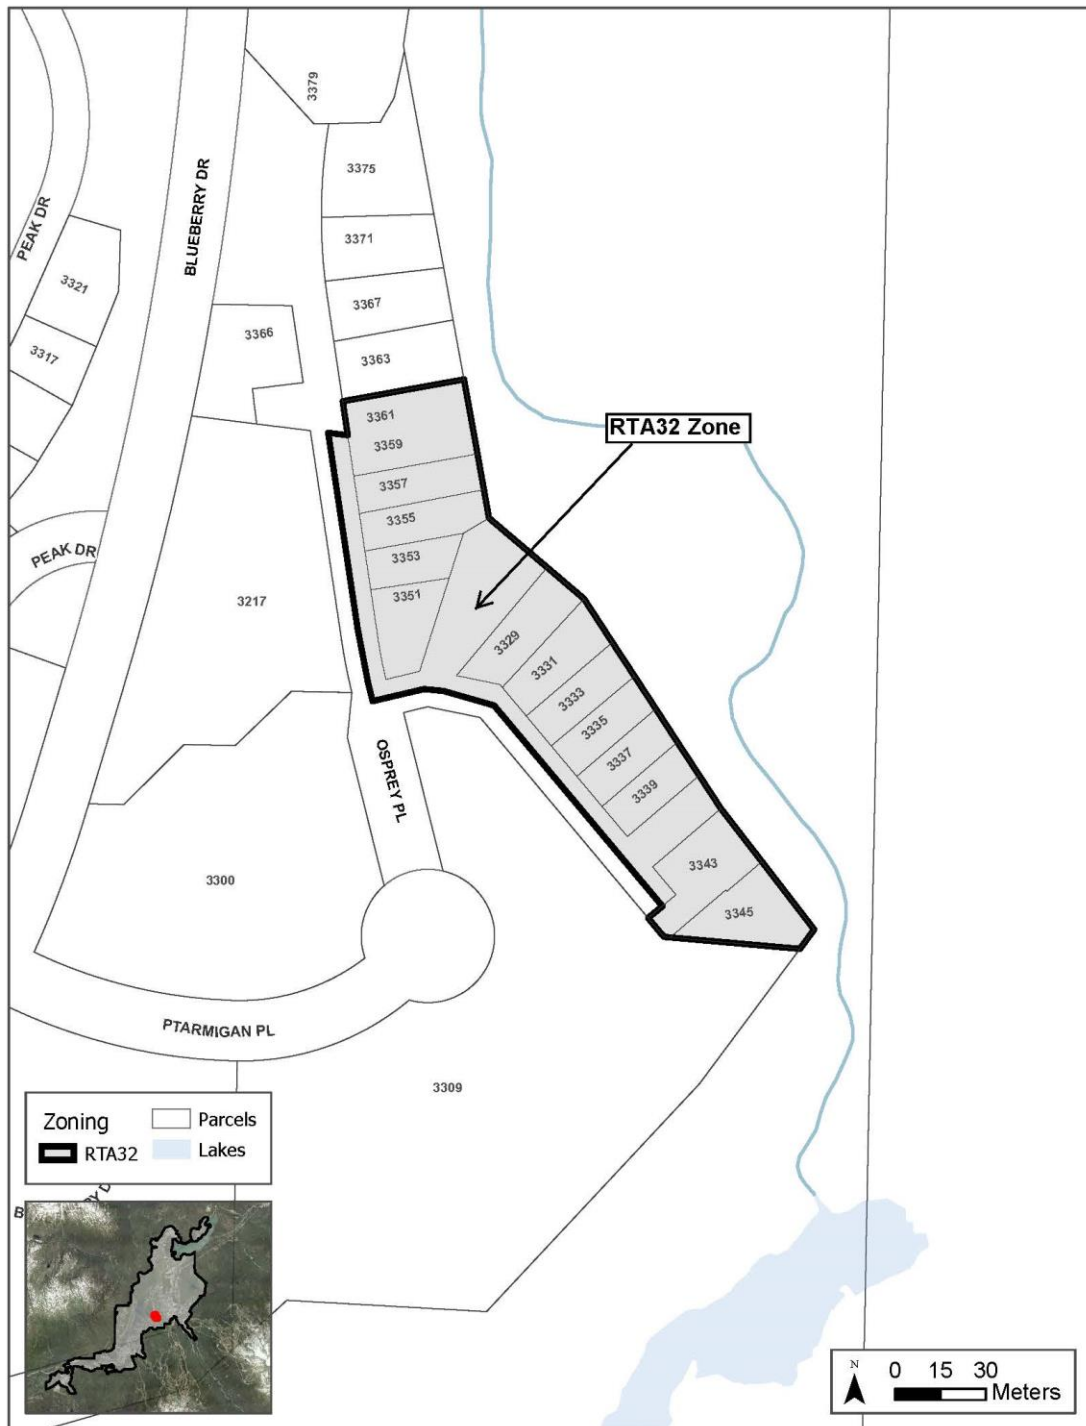 3379
3375
BLUEBERRY DR
PEAK DR
3371
3321
3367
3366
3317
3363
3361
RTA32 Zone
3359
3357
3355
PEAK DR
3353
3351
3217
3329
3331
3333
3335
OSPREY PL
3337
3339
3343
3300
3345
PTARMIGAN PL
3309
Zoning
Parcels
RTA32
Lakes
N
0 15 30
Meters